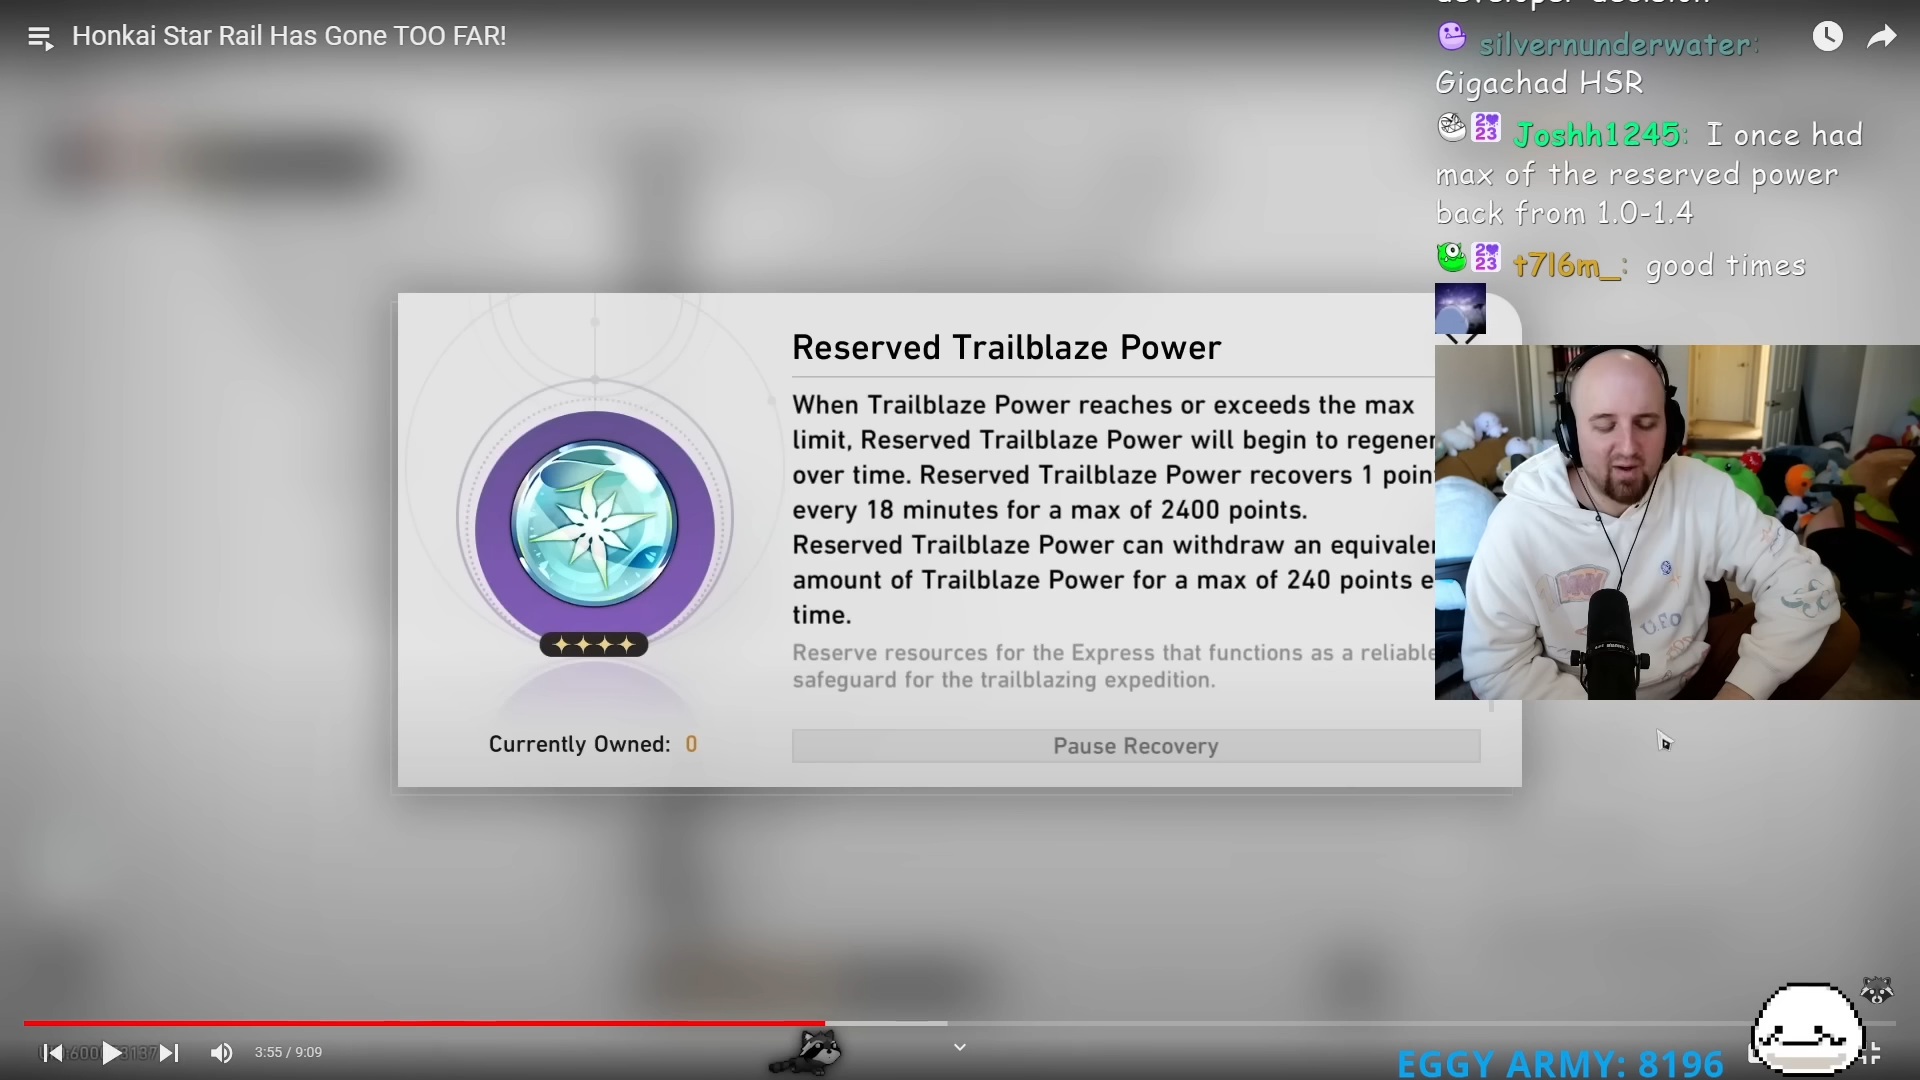 Honkai Star Rail Has Gone TOO FAR!
silvernunderwater:
Gigachad HSR
Joshh1245: I once had
max of the reserved power
back from 1.0-1.4
t7l6m_: good times
Reserved Trailblaze Power
When Trailblaze Power reaches or exceeds the max
limit, Reserved Trailblaze Power will begin to regener
over time. Reserved Trailblaze Power recovers 1 poin
every 18 minutes for a max of 2400 points.
Reserved Trailblaze Power can withdraw an equivaler
amount of Trailblaze Power for a max of 240 points e
time.
Reserve resources for the Express that functions as a reliable
safeguard for the trailblazing expedition.
Currently Owned: 0
Pause Recovery
3:55 / 9:09
EGGY ARMY: 8196